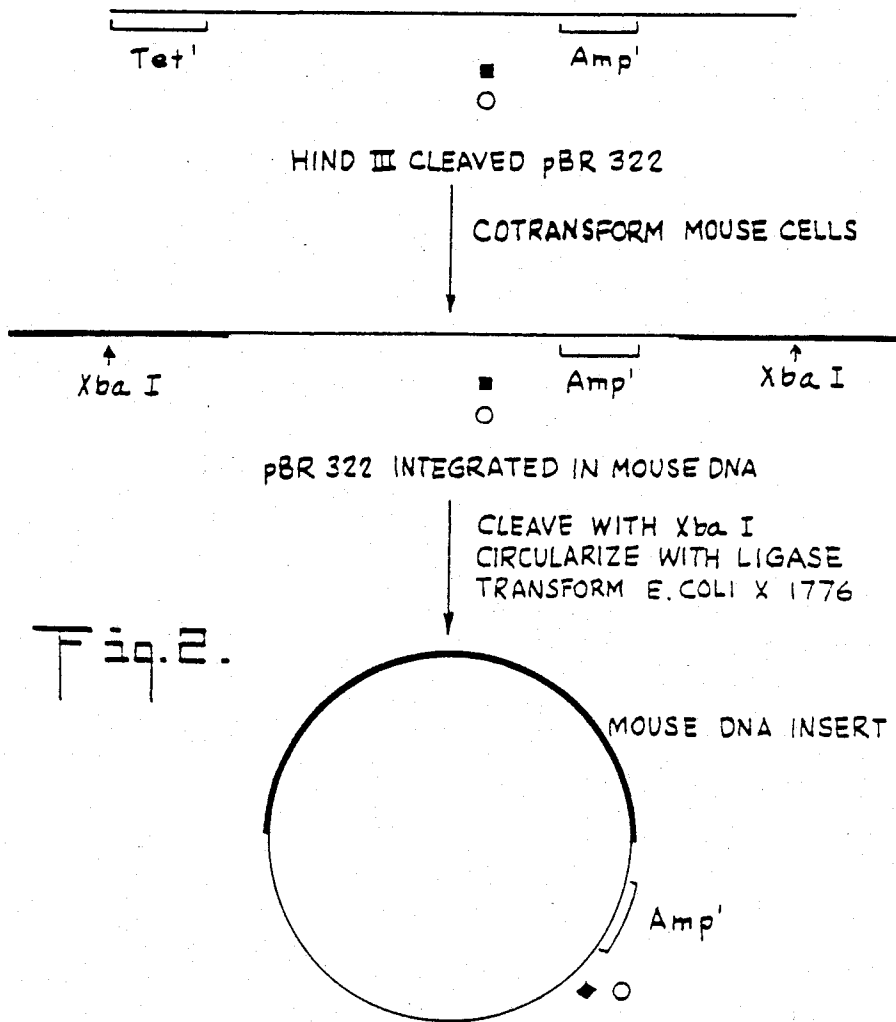 Tet'
Amp'
HIND III CLEAVED pBR 322
COTRANSFORM MOUSE CELLS
Xba I
Amp'
Xba I
pBR 322 INTEGRATED IN MOUSE DNA
CLEAVE WITH Xba I
CIRCULARIZE WITH LIGASE
TRANSFORM E. COLI X 1776
Fig. 2.
MOUSE DNA INSERT
Amp'